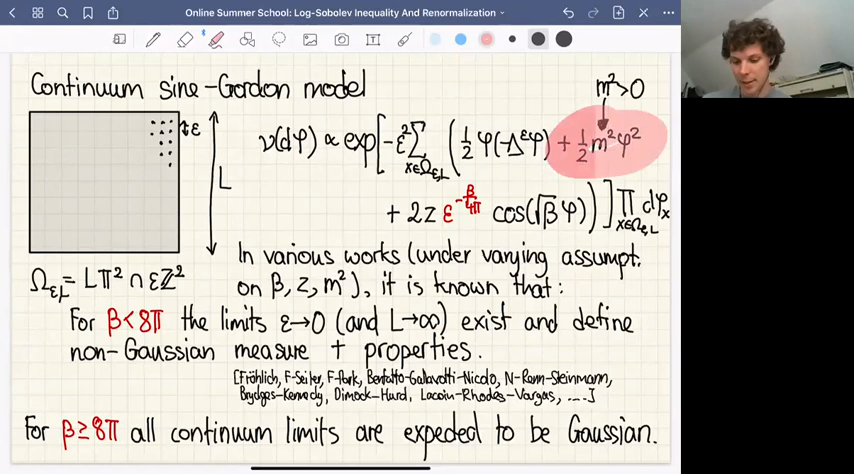 Online Summer School: Log-Sobolev Inequality And Renormalization
Continuum sine-Gordon model
m²>0
ν(dφ) ∝ exp[-ε² Σ_{x∈Ω_{ε,L}} (½ φ(-Δ^ε φ) + ½ m²φ²
+ 2z ε^{-β/4π} cos(√β φ))] ∏_{x∈Ω_{ε,L}} dφ_x
ε
L
Ω_{ε,L} = L𝕋² ∩ εℤ²
In various works (under varying assumpt.
on β, z, m²), it is known that:
For β<8π the limits ε→0 (and L→∞) exist and define
non-Gaussian measure + properties.
[Fröhlich, F-Seiler, F-Park, Benfatto-Gallavotti-Nicolo, N-Renn-Steinmann,
Brydges-Kennedy, Dimock-Hurd, Lacoin-Rhodes-Vargas, ....]
For β≥8π all continuum limits are expected to be Gaussian.